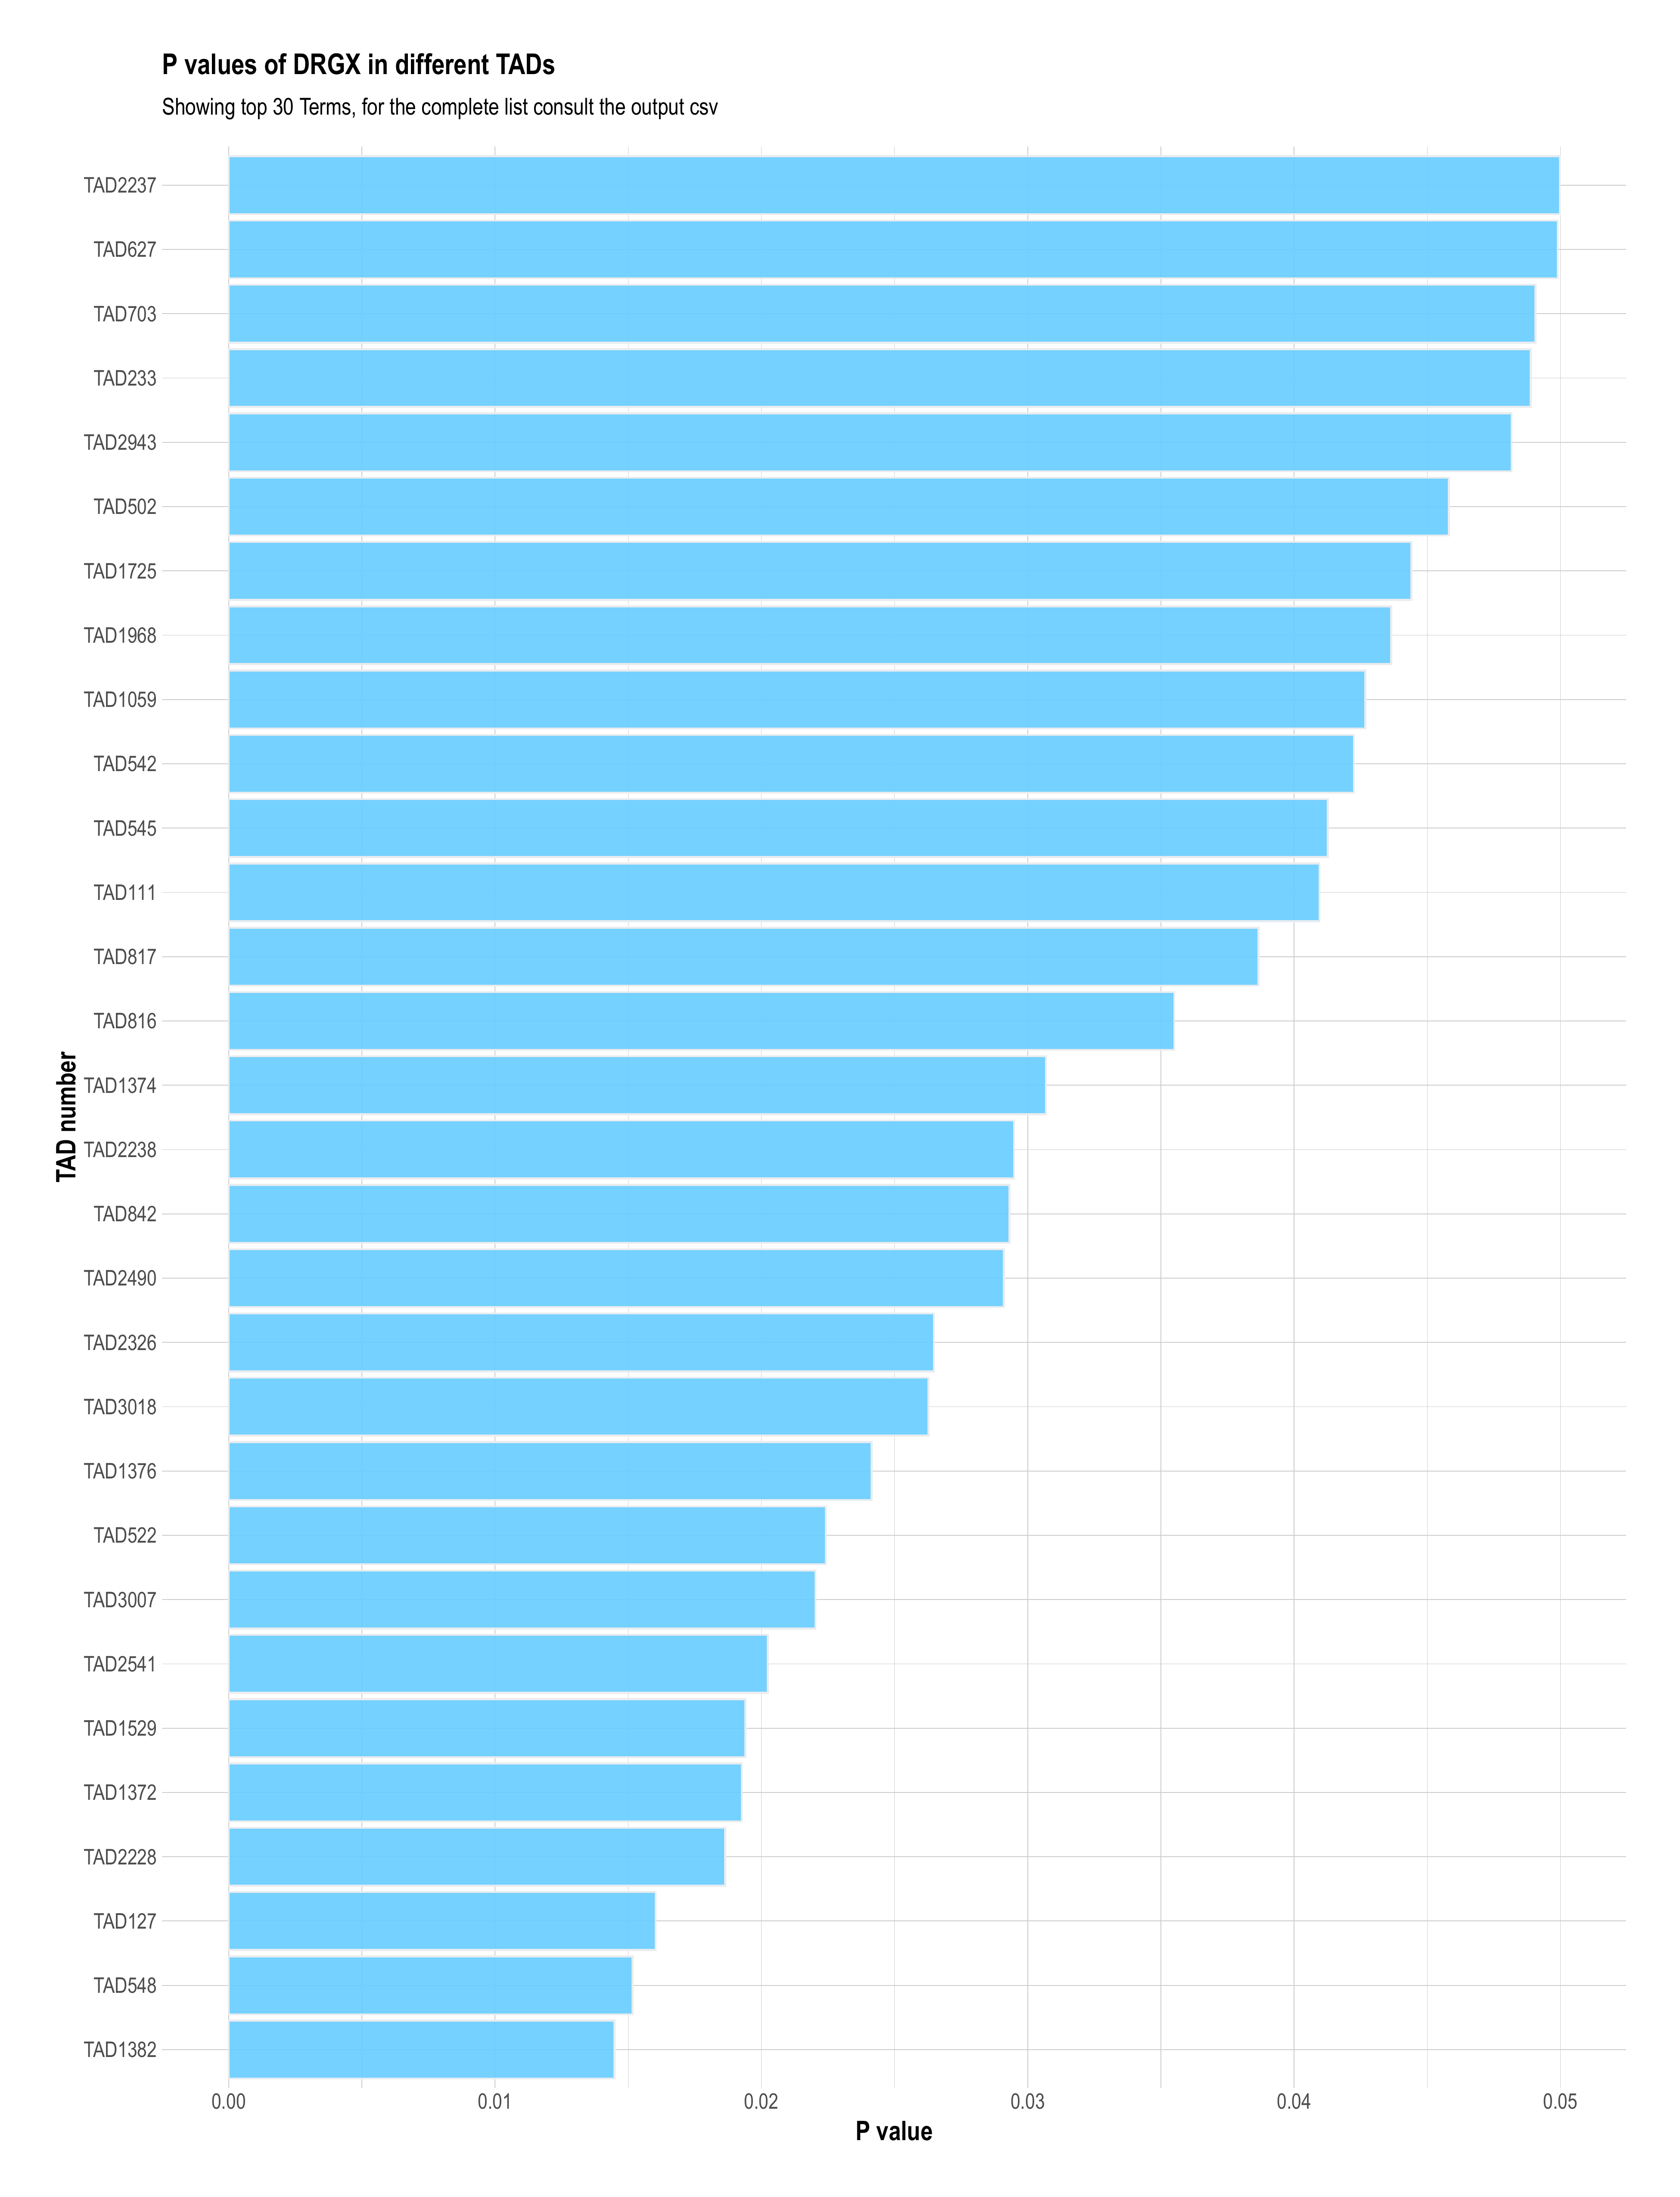 P values of DRGX in different TADs
Showing top 30 Terms, for the complete list consult the output csv
TAD number
TAD2237
TAD627
TAD703
TAD233
TAD2943
TAD502
TAD1725
TAD1968
TAD1059
TAD542
TAD545
TAD111
TAD817
TAD816
TAD1374
TAD2238
TAD842
TAD2490
TAD2326
TAD3018
TAD1376
TAD522
TAD3007
TAD2541
TAD1529
TAD1372
TAD2228
TAD127
TAD548
TAD1382
0.00 0.01 0.02 0.03 0.04 0.05
P value